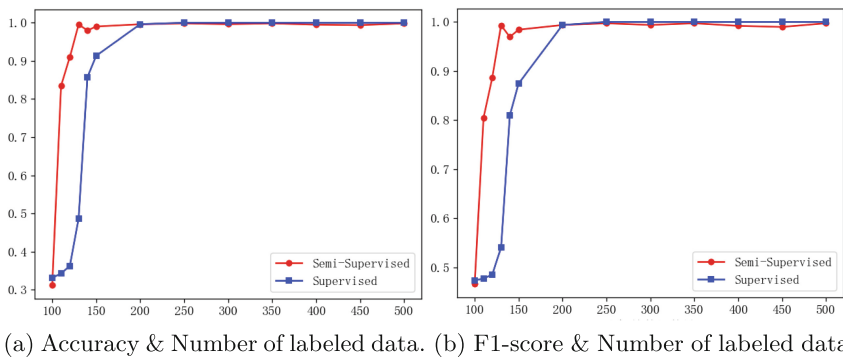 1.0
0.9
0.8
0.7
0.6
0.5
0.4
0.3
100 150 200 250 300 350 400 450 500
Semi-Supervised
Supervised
1.0
0.9
0.8
0.7
0.6
0.5
100 150 200 250 300 350 400 450 500
Semi-Supervised
Supervised
(a) Accuracy & Number of labeled data.
(b) F1-score & Number of labeled data